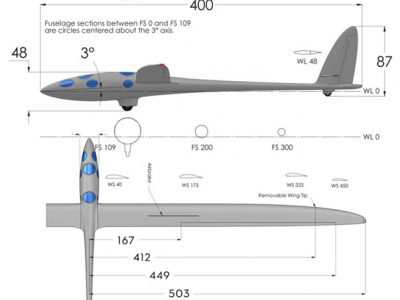 400
Fuselage sections between FS 0 and FS 109
are circles centered about the 3° axis
48
3°
WL 48
87
WL 0
FS 109
FS 200
FS 300
WL 0
WS 40
Airbrake
WS 175
WS 325
WS 450
Removable Wing Tip
167
412
449
503